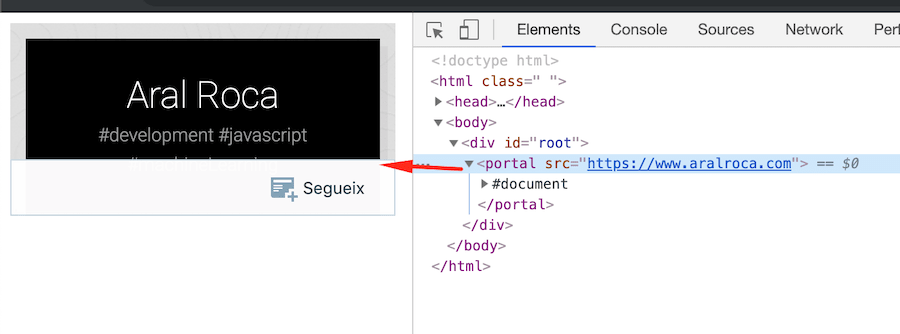 Aral Roca
#development #javascript
Segueix
Elements Console Sources Network Perf
<!doctype html>
<html class=" ">
<head>…</head>
<body>
<div id="root">
<portal src="https://www.aralroca.com"> == $0
#document
</portal>
</div>
</body>
</html>